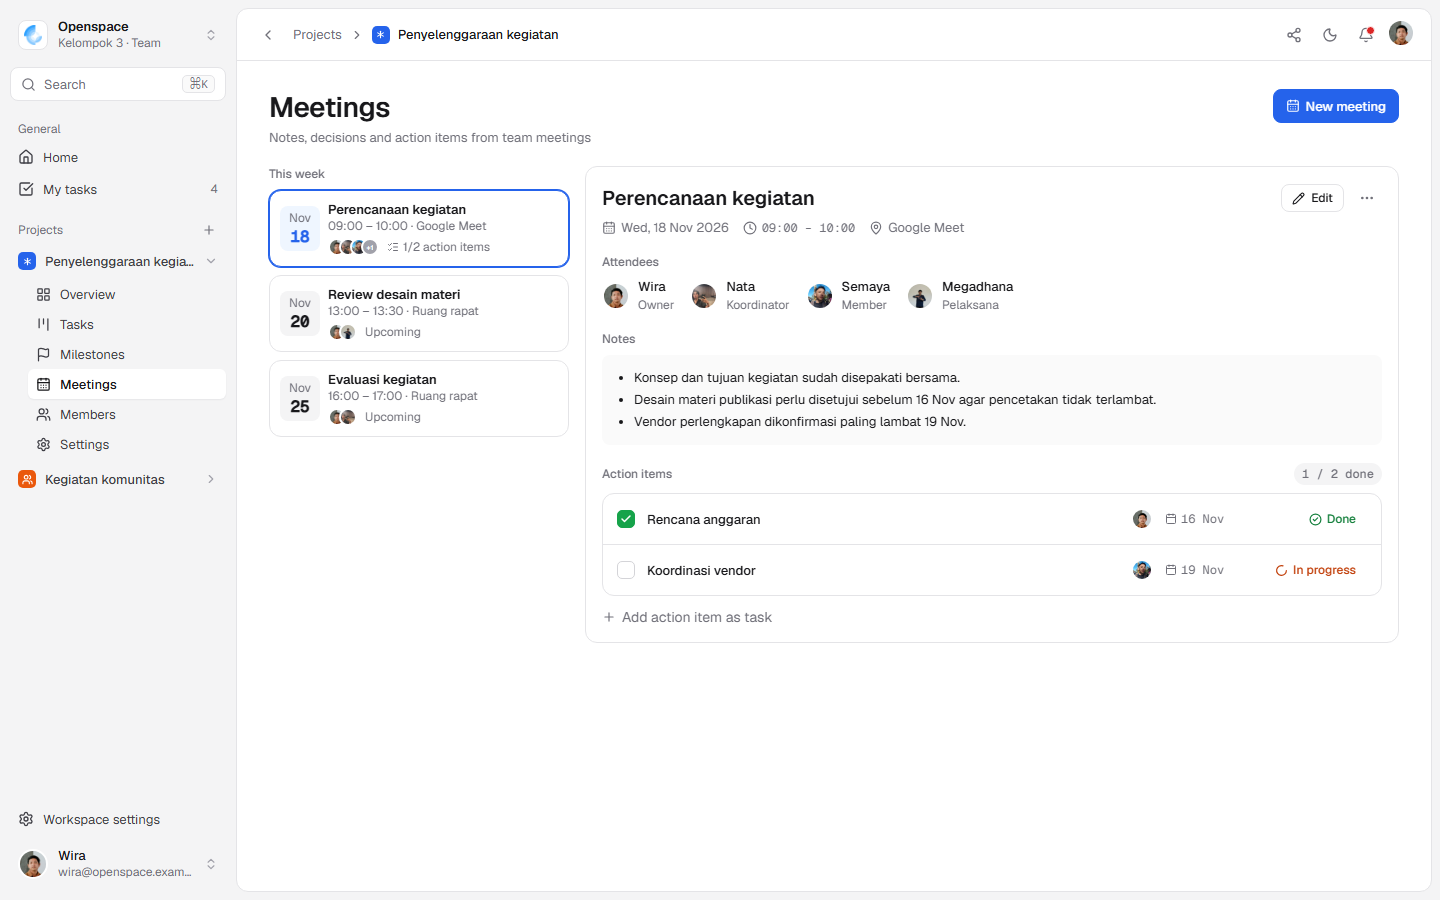 Openspace
Kelompok 3 · Team
Search
⌘K
General
Home
My tasks
4
Projects
Penyelenggaraan kegia...
Overview
Tasks
Milestones
Meetings
Members
Settings
Kegiatan komunitas
Workspace settings
Wira
wira@openspace.exam...
Projects
Penyelenggaraan kegiatan
Meetings
Notes, decisions and action items from team meetings
New meeting
This week
Nov
18
Perencanaan kegiatan
09:00 – 10:00 · Google Meet
+1
1/2 action items
Nov
20
Review desain materi
13:00 – 13:30 · Ruang rapat
Upcoming
Nov
25
Evaluasi kegiatan
16:00 – 17:00 · Ruang rapat
Upcoming
Perencanaan kegiatan
Edit
Wed, 18 Nov 2026
09:00 – 10:00
Google Meet
Attendees
Wira
Owner
Nata
Koordinator
Semaya
Member
Megadhana
Pelaksana
Notes
• Konsep dan tujuan kegiatan sudah disepakati bersama.
• Desain materi publikasi perlu disetujui sebelum 16 Nov agar pencetakan tidak terlambat.
• Vendor perlengkapan dikonfirmasi paling lambat 19 Nov.
Action items
1 / 2 done
Rencana anggaran
16 Nov
Done
Koordinasi vendor
19 Nov
In progress
Add action item as task